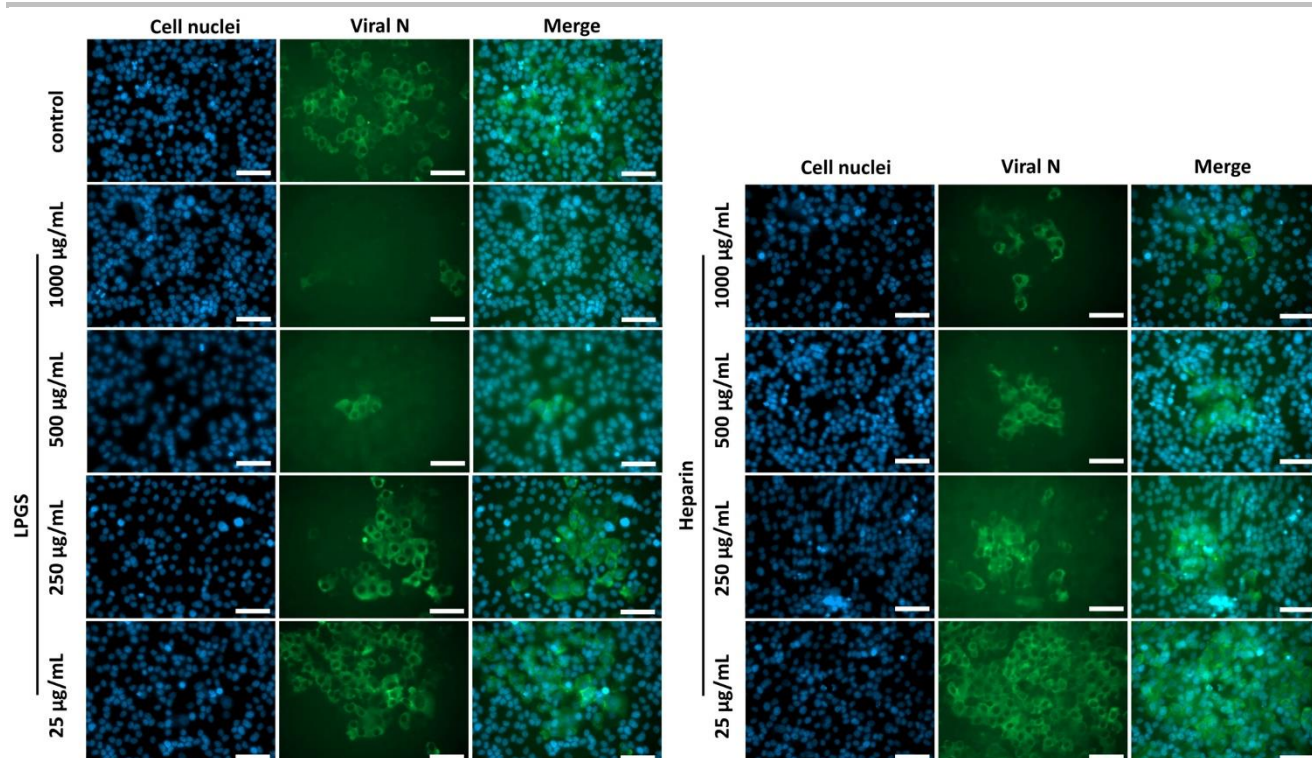 Cell nuclei Viral N Merge
control
1000 µg/mL
500 µg/mL
250 µg/mL
25 µg/mL
LPGS
Cell nuclei Viral N Merge
1000 µg/mL
500 µg/mL
250 µg/mL
25 µg/mL
Heparin